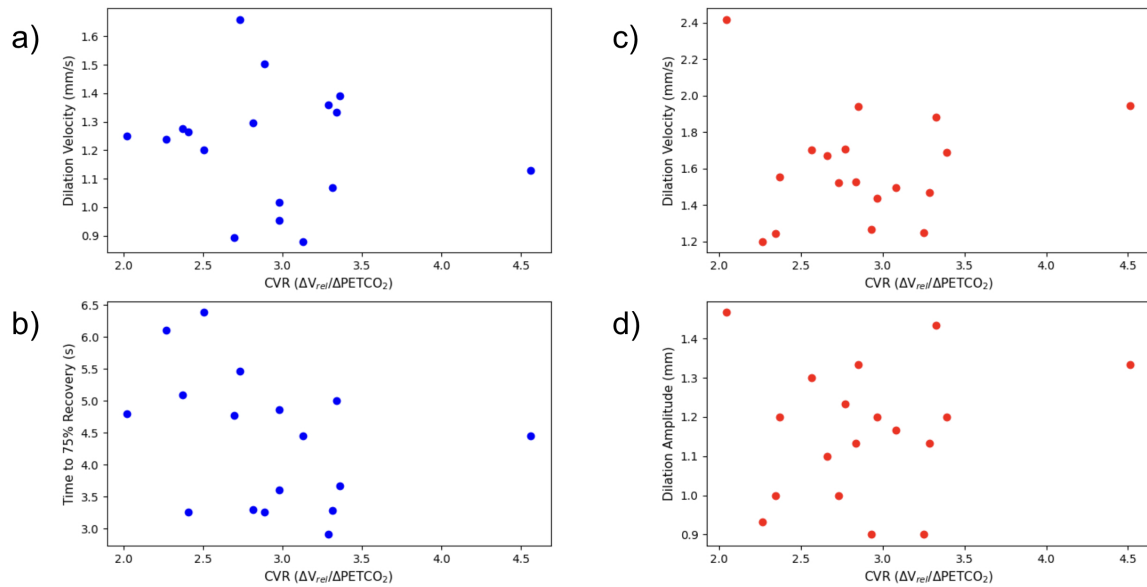 a)
Dilation Velocity (mm/s)
1.6
1.5
1.4
1.3
1.2
1.1
1.0
0.9
2.0 2.5 3.0 3.5 4.0 4.5
CVR (ΔV_rel/ΔPETCO₂)
b)
Time to 75% Recovery (s)
6.5
6.0
5.5
5.0
4.5
4.0
3.5
3.0
2.0 2.5 3.0 3.5 4.0 4.5
CVR (ΔV_rel/ΔPETCO₂)
c)
Dilation Velocity (mm/s)
2.4
2.2
2.0
1.8
1.6
1.4
1.2
2.0 2.5 3.0 3.5 4.0 4.5
CVR (ΔV_rel/ΔPETCO₂)
d)
Dilation Amplitude (mm)
1.4
1.3
1.2
1.1
1.0
0.9
2.0 2.5 3.0 3.5 4.0 4.5
CVR (ΔV_rel/ΔPETCO₂)